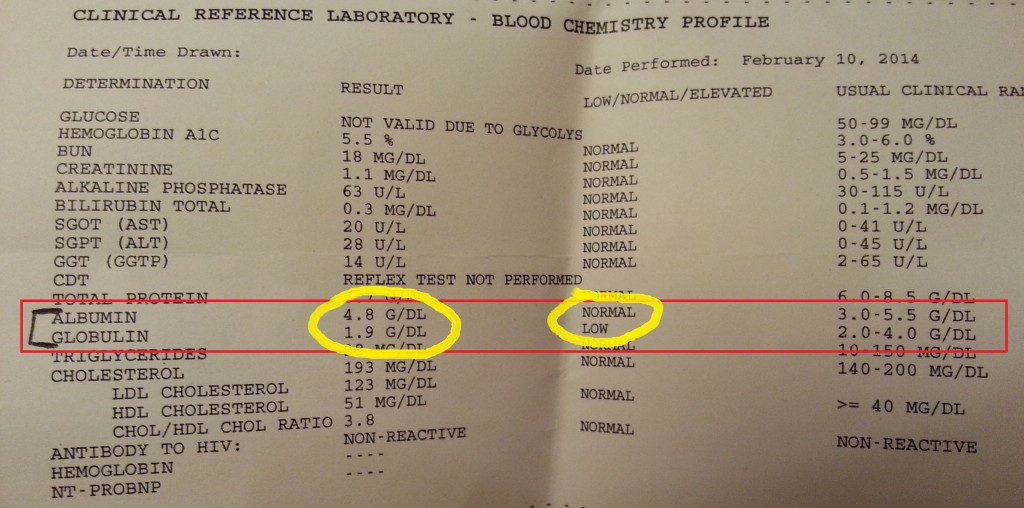 CLINICAL REFERENCE LABORATORY - BLOOD CHEMISTRY PROFILE
Date/Time Drawn: Date Performed: February 10, 2014
DETERMINATION RESULT LOW/NORMAL/ELEVATED USUAL CLINICAL
GLUCOSE NOT VALID DUE TO GLYCOLYS 50-99 MG/DL
HEMOGLOBIN A1C 5.5 % NORMAL 3.0-6.0 %
BUN 18 MG/DL NORMAL 5-25 MG/DL
CREATININE 1.1 MG/DL NORMAL 0.5-1.5 MG/DL
ALKALINE PHOSPHATASE 63 U/L NORMAL 30-115 U/L
BILIRUBIN TOTAL 0.3 MG/DL NORMAL 0.1-1.2 MG/DL
SGOT (AST) 20 U/L NORMAL 0-41 U/L
SGPT (ALT) 28 U/L NORMAL 0-45 U/L
GGT (GGTP) 14 U/L NORMAL 2-65 U/L
CDT REFLEX TEST NOT PERFORMED
TOTAL PROTEIN 6.0-8.5 G/DL
ALBUMIN 4.8 G/DL NORMAL 3.0-5.5 G/DL
GLOBULIN 1.9 G/DL LOW 2.0-4.0 G/DL
TRIGLYCERIDES MG/DL NORMAL 10-150 MG/DL
CHOLESTEROL 193 MG/DL NORMAL 140-200 MG/DL
LDL CHOLESTEROL 123 MG/DL
HDL CHOLESTEROL 51 MG/DL NORMAL >= 40 MG/DL
CHOL/HDL CHOL RATIO 3.8
ANTIBODY TO HIV: NON-REACTIVE NORMAL NON-REACTIVE
HEMOGLOBIN ----
NT-PROBNP ----